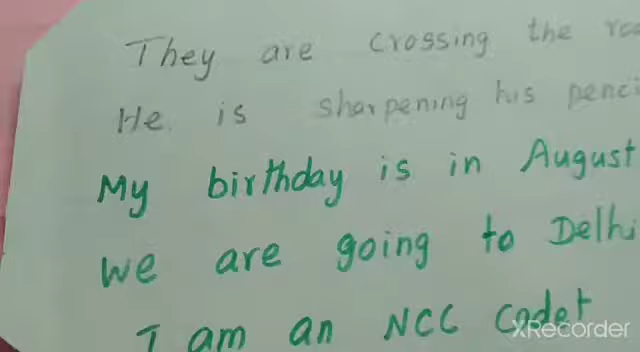 They are crossing the
He is sharpening his
My birthday is in August
We are going to Delhi
I am an NCC cadet
XRecorder